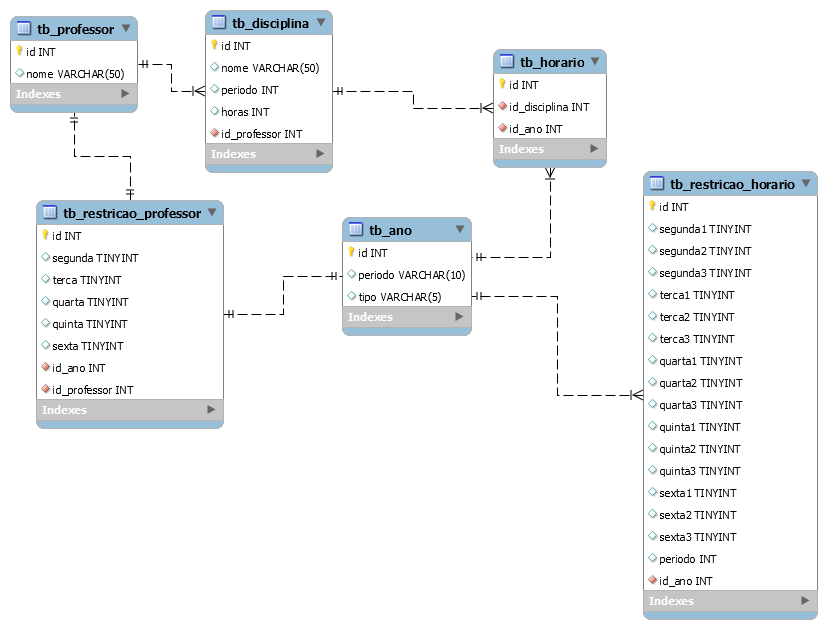 tb_professor
id INT
nome VARCHAR(50)
Indexes
tb_disciplina
id INT
nome VARCHAR(50)
periodo INT
horas INT
id_professor INT
Indexes
tb_horario
id INT
id_disciplina INT
id_ano INT
Indexes
tb_restricao_professor
id INT
segunda TINYINT
terca TINYINT
quarta TINYINT
quinta TINYINT
sexta TINYINT
id_ano INT
id_professor INT
Indexes
tb_ano
id INT
periodo VARCHAR(10)
tipo VARCHAR(5)
Indexes
tb_restricao_horario
id INT
segunda1 TINYINT
segunda2 TINYINT
segunda3 TINYINT
terca1 TINYINT
terca2 TINYINT
terca3 TINYINT
quarta1 TINYINT
quarta2 TINYINT
quarta3 TINYINT
quinta1 TINYINT
quinta2 TINYINT
quinta3 TINYINT
sexta1 TINYINT
sexta2 TINYINT
sexta3 TINYINT
periodo INT
id_ano INT
Indexes